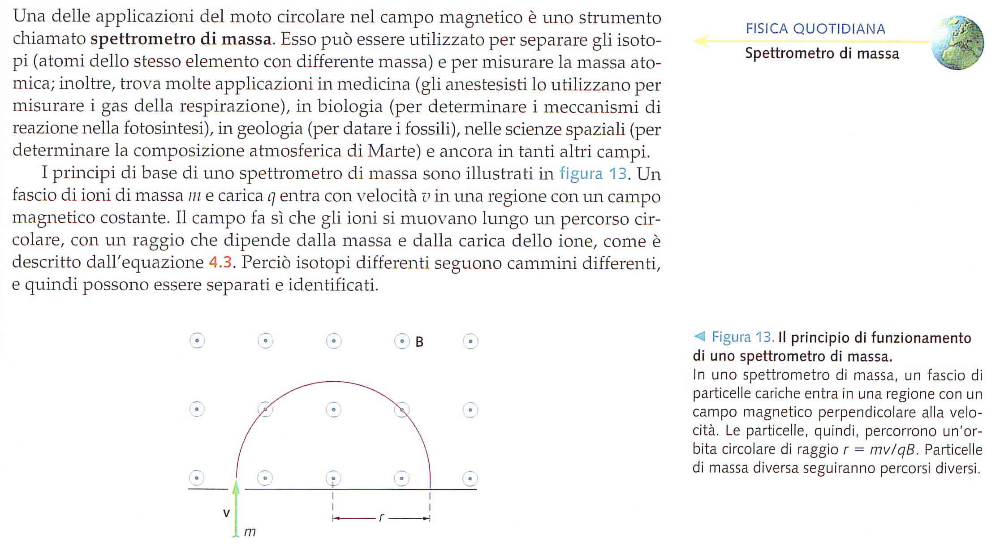 Una delle applicazioni del moto circolare nel campo magnetico è uno strumento
chiamato spettrometro di massa. Esso può essere utilizzato per separare gli isoto-
pi (atomi dello stesso elemento con differente massa) e per misurare la massa ato-
mica; inoltre, trova molte applicazioni in medicina (gli anestesisti lo utilizzano per
misurare i gas della respirazione), in biologia (per determinare i meccanismi di
reazione nella fotosintesi), in geologia (per datare i fossili), nelle scienze spaziali (per
determinare la composizione atmosferica di Marte) e ancora in tanti altri campi.
I principi di base di uno spettrometro di massa sono illustrati in figura 13. Un
fascio di ioni di massa m e carica q entra con velocità v in una regione con un campo
magnetico costante. Il campo fa sì che gli ioni si muovano lungo un percorso cir-
colare, con un raggio che dipende dalla massa e dalla carica dello ione, come è
descritto dall'equazione 4.3. Perciò isotopi differenti seguono cammini differenti,
e quindi possono essere separati e identificati.
FISICA QUOTIDIANA
Spettrometro di massa
B
v
r
m
Figura 13. Il principio di funzionamento
di uno spettrometro di massa.
In uno spettrometro di massa, un fascio di
particelle cariche entra in una regione con un
campo magnetico perpendicolare alla velo-
cità. Le particelle, quindi, percorrono un'or-
bita circolare di raggio r = mv/qB. Particelle
di massa diversa seguiranno percorsi diversi.